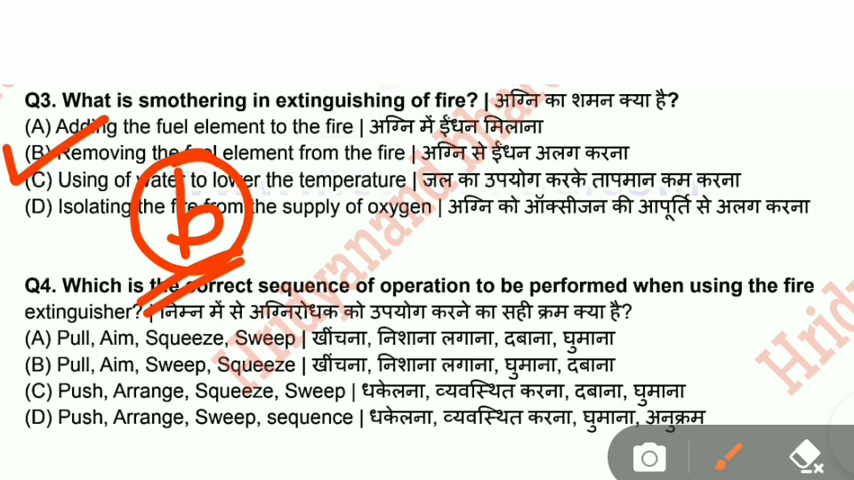 Q3. What is smothering in extinguishing of fire? | अग्नि का शमन क्या है?
(A) Adding the fuel element to the fire | अग्नि में ईंधन मिलाना
(B) Removing the fuel element from the fire | अग्नि से ईंधन अलग करना
(C) Using of water to lower the temperature | जल का उपयोग करके तापमान कम करना
(D) Isolating the fire from the supply of oxygen | अग्नि को ऑक्सीजन की आपूर्ति से अलग करना
b
Q4. Which is the correct sequence of operation to be performed when using the fire
extinguisher? | निम्न में से अग्निरोधक को उपयोग करने का सही क्रम क्या है?
(A) Pull, Aim, Squeeze, Sweep | खींचना, निशाना लगाना, दबाना, घुमाना
(B) Pull, Aim, Sweep, Squeeze | खींचना, निशाना लगाना, घुमाना, दबाना
(C) Push, Arrange, Squeeze, Sweep | धकेलना, व्यवस्थित करना, दबाना, घुमाना
(D) Push, Arrange, Sweep, sequence | धकेलना, व्यवस्थित करना, घुमाना, अनुक्रम
Hridyanand